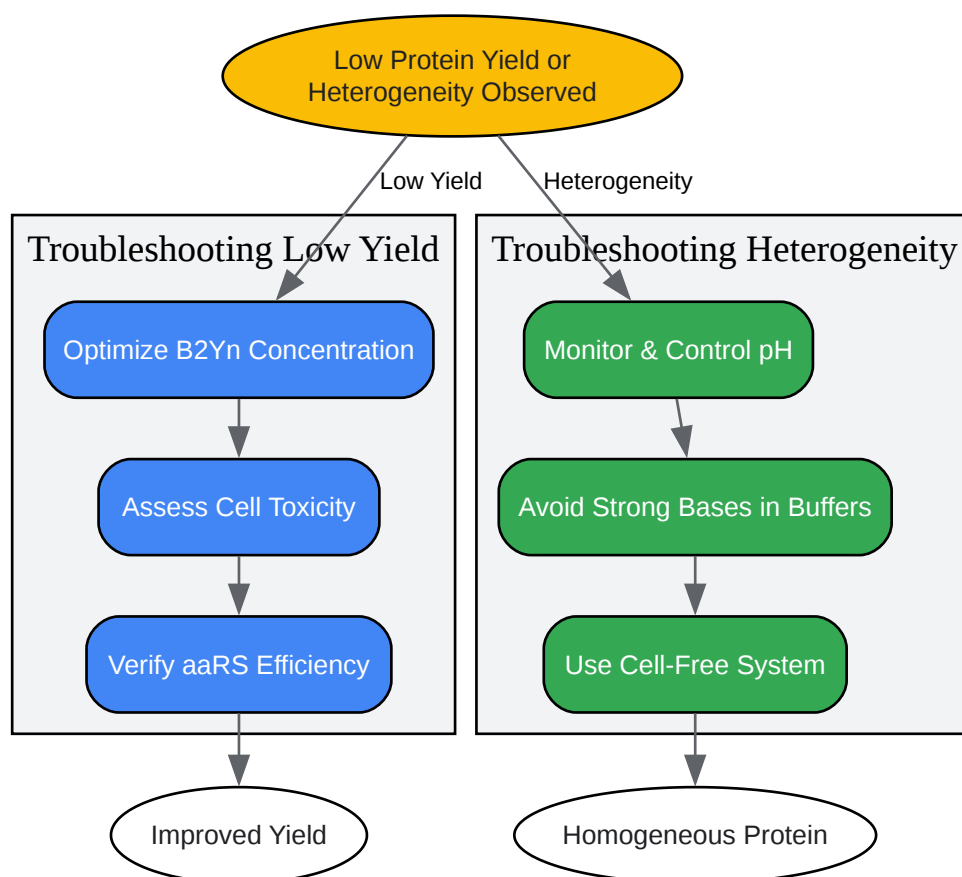 Low Protein Yield or
Heterogeneity Observed
Low Yield
Heterogeneity
Troubleshooting Low Yield
Optimize B2Yn Concentration
Assess Cell Toxicity
Verify aaRS Efficiency
Improved Yield
Troubleshooting Heterogeneity
Monitor & Control pH
Avoid Strong Bases in Buffers
Use Cell-Free System
Homogeneous Protein